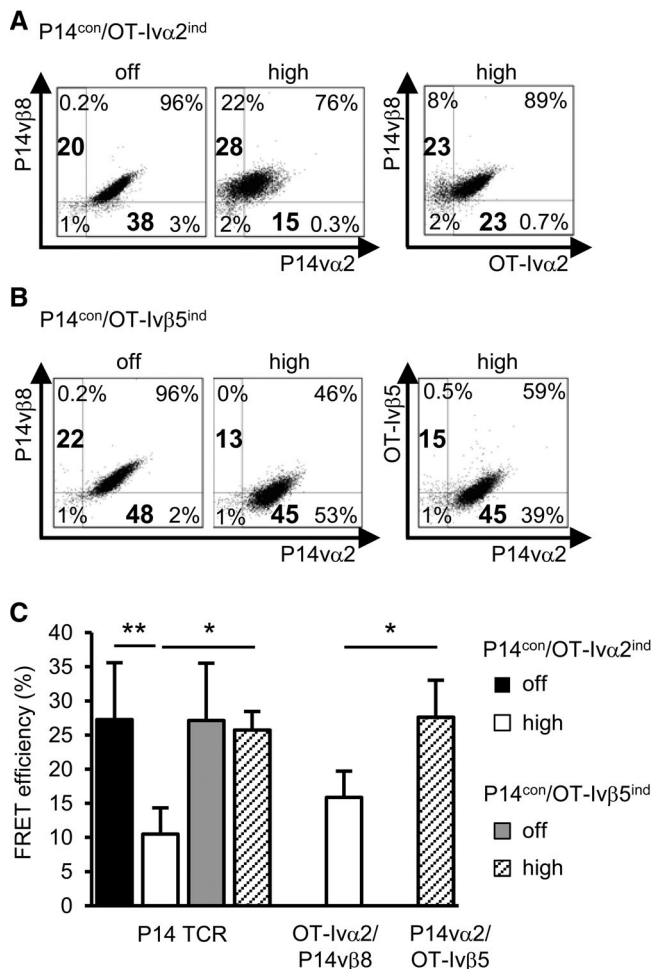 A
P14con/OT-Ivα2ind
off
high
high
P14vβ8
0.2% 96%
20
1% 38 3%
22% 76%
28
2% 15 0.3%
P14vα2
P14vβ8
8% 89%
23
2% 23 0.7%
OT-Ivα2
B
P14con/OT-Ivβ5ind
off
high
high
P14vβ8
0.2% 96%
22
1% 48 2%
0% 46%
13
1% 45 53%
P14vα2
OT-Ivβ5
0.5% 59%
15
1% 45 39%
P14vα2
C
FRET efficiency (%)
40
35
30
25
20
15
10
5
0
** * *
P14 TCR
OT-Ivα2/
P14vβ8
P14vα2/
OT-Ivβ5
P14con/OT-Ivα2ind
off
high
P14con/OT-Ivβ5ind
off
high